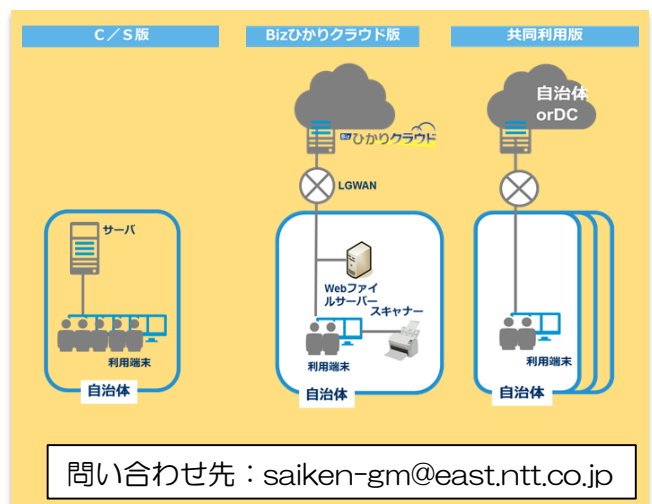 C／S版
Bizひかりクラウド版
共同利用版
自治体
orDC
Bizひかりクラウド
LGWAN
サーバ
Webファイ
ルサーバー
スキャナー
利用端末
利用端末
利用端末
自治体
自治体
自治体
問い合わせ先：saiken-gm@east.ntt.co.jp